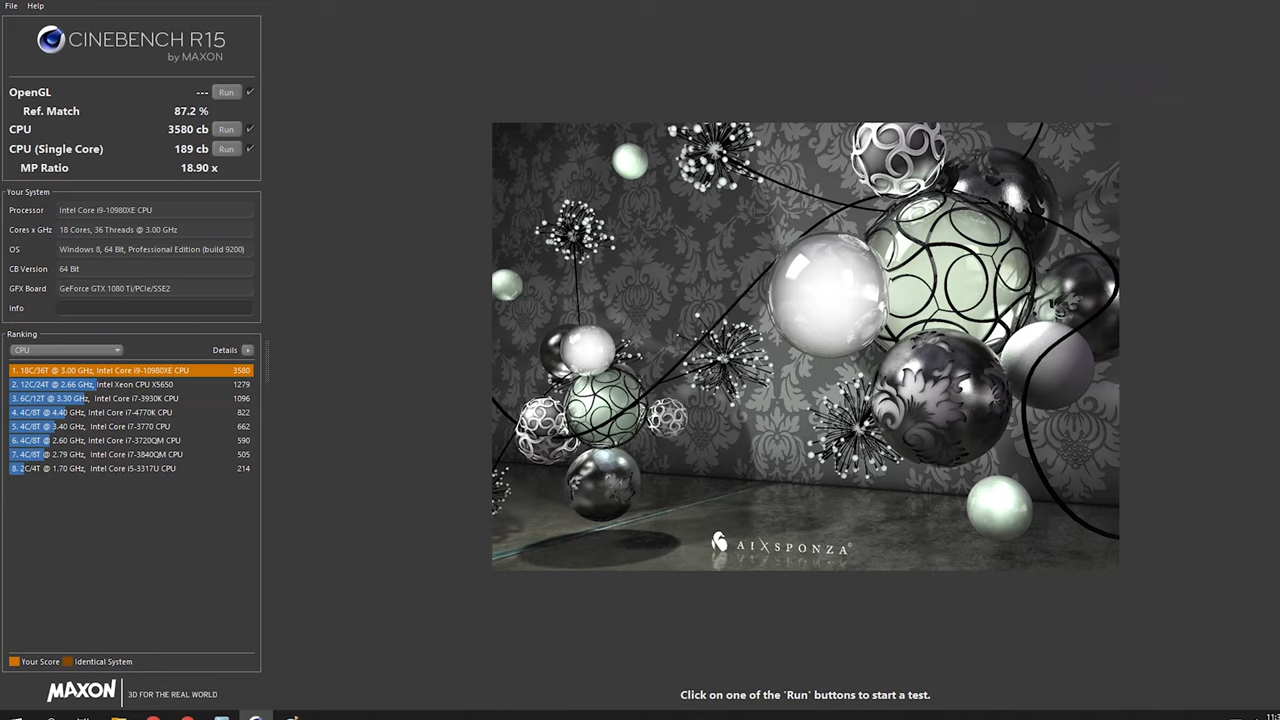 File Help
CINEBENCH R15
by MAXON
OpenGL --- Run
Ref. Match 87.2 %
CPU 3580 cb Run
CPU (Single Core) 189 cb Run
MP Ratio 18.90 x
Your System
Processor Intel Core i9-10980XE CPU
Cores x GHz 18 Cores, 36 Threads @ 3.00 GHz
OS Windows 8, 64 Bit, Professional Edition (build 9200)
CB Version 64 Bit
GFX Board GeForce GTX 1080 Ti/PCIe/SSE2
Info
Ranking
CPU Details
1. 18C/36T @ 3.00 GHz, Intel Core i9-10980XE CPU 3580
2. 12C/24T @ 2.66 GHz, Intel Xeon CPU X5650 1279
3. 6C/12T @ 3.30 GHz, Intel Core i7-3930K CPU 1096
4. 4C/8T @ 4.40 GHz, Intel Core i7-4770K CPU 822
5. 4C/8T @ 3.40 GHz, Intel Core i7-3770 CPU 662
6. 4C/8T @ 2.60 GHz, Intel Core i7-3720QM CPU 590
7. 4C/8T @ 2.79 GHz, Intel Core i7-3840QM CPU 505
8. 2C/4T @ 1.70 GHz, Intel Core i5-3317U CPU 214
AIXSPONZA©
Your Score Identical System
MAXON 3D FOR THE REAL WORLD
Click on one of the 'Run' buttons to start a test.